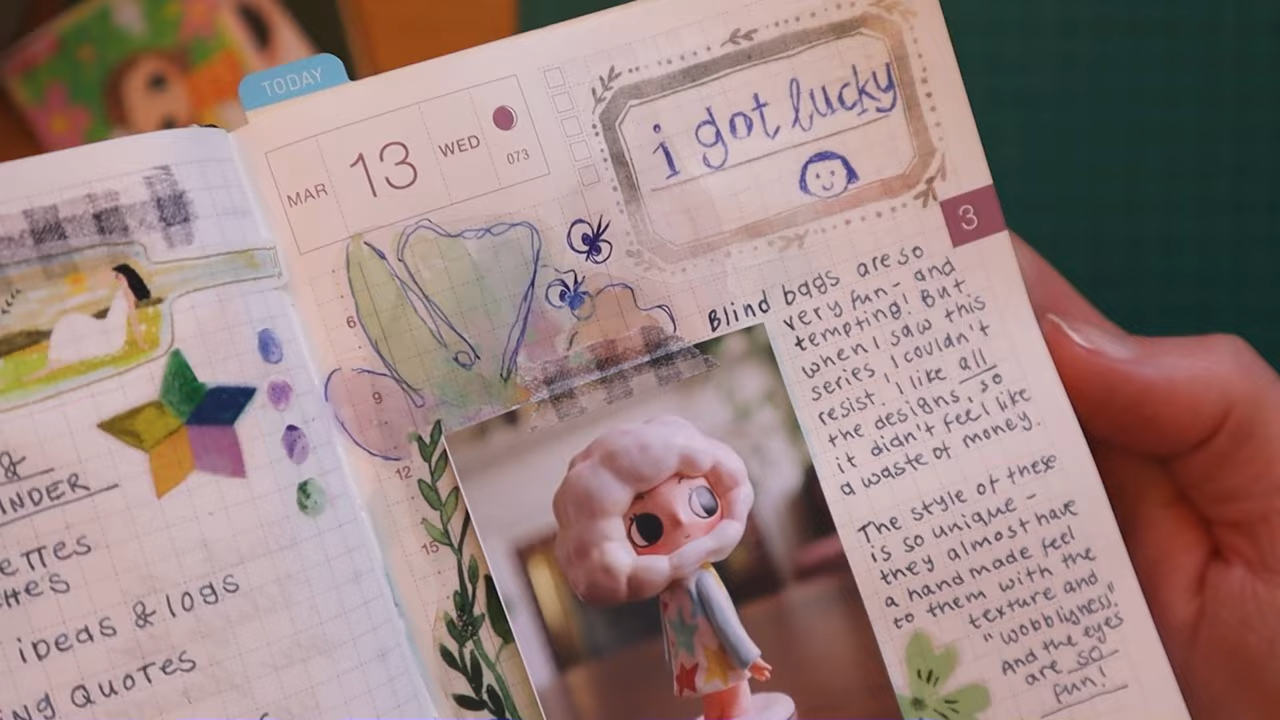 TODAY
MAR 13 WED
073
i got lucky
3
6
9
12
15
Blind bags are so
very fun - and
tempting! But
when I saw this
series, I couldn't
resist. I like all
the designs, so
it didn't feel like
a waste of money.
The style of these
is so unique -
they almost have
a hand made feel
to them with the
texture and
"wobblyness!"
And the eyes
are so
fun!
&
ideas & logs
QUOTES